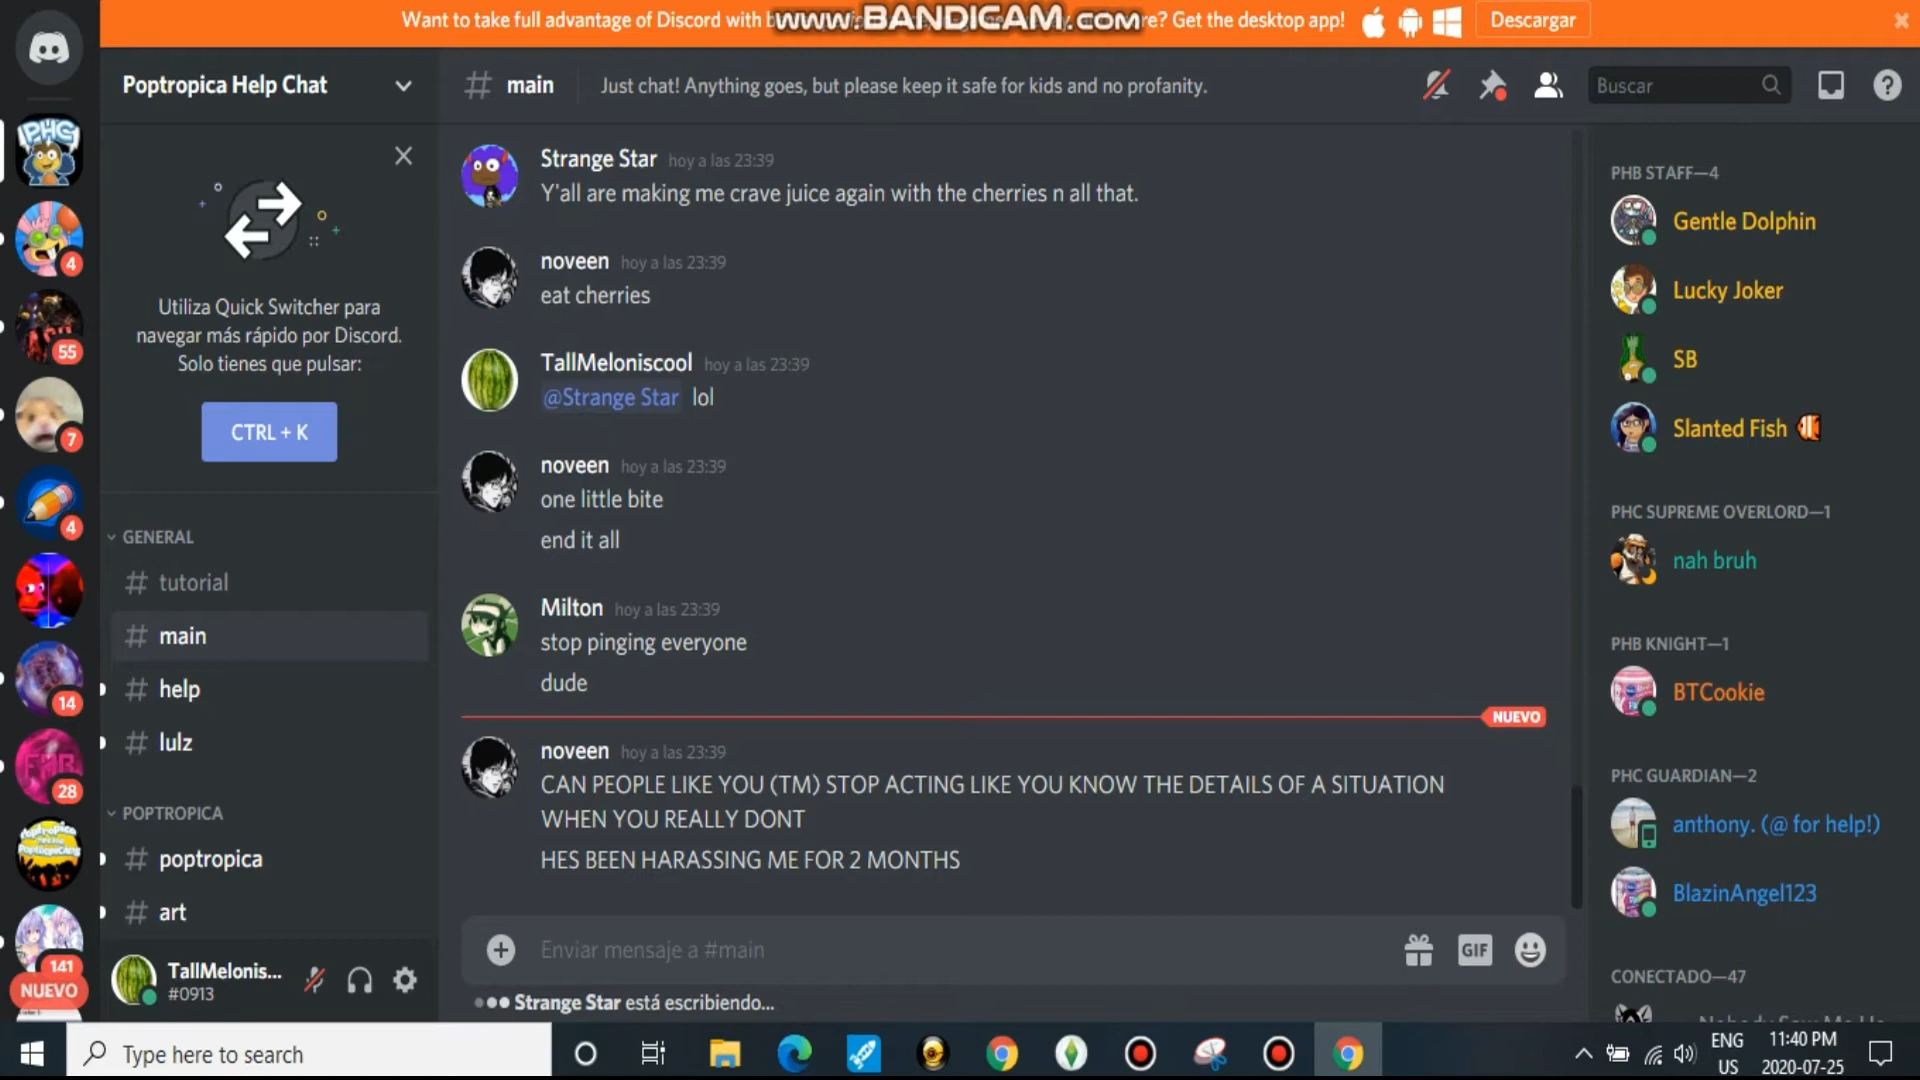 Want to take full advantage of Discord with b www.BANDICAM.com re? Get the desktop app!
Descargar
Poptropica Help Chat
main
Just chat! Anything goes, but please keep it safe for kids and no profanity.
Buscar
PHC
4
55
7
4
14
28
141
NUEVO
Utiliza Quick Switcher para
navegar más rápido por Discord.
Solo tienes que pulsar:
CTRL + K
GENERAL
# tutorial
# main
# help
# lulz
POPTROPICA
# poptropica
# art
TallMelonis...
#0913
Strange Star hoy a las 23:39
Y'all are making me crave juice again with the cherries n all that.
noveen hoy a las 23:39
eat cherries
TallMeloniscool hoy a las 23:39
@Strange Star lol
noveen hoy a las 23:39
one little bite
end it all
Milton hoy a las 23:39
stop pinging everyone
dude
NUEVO
noveen hoy a las 23:39
CAN PEOPLE LIKE YOU (TM) STOP ACTING LIKE YOU KNOW THE DETAILS OF A SITUATION
WHEN YOU REALLY DONT
HES BEEN HARASSING ME FOR 2 MONTHS
Enviar mensaje a #main
GIF
Strange Star está escribiendo...
PHB STAFF—4
Gentle Dolphin
Lucky Joker
SB
Slanted Fish
PHC SUPREME OVERLORD—1
nah bruh
PHB KNIGHT—1
BTCookie
PHC GUARDIAN—2
anthony. (@ for help!)
BlazinAngel123
CONECTADO—47
Type here to search
ENG
US
11:40 PM
2020-07-25